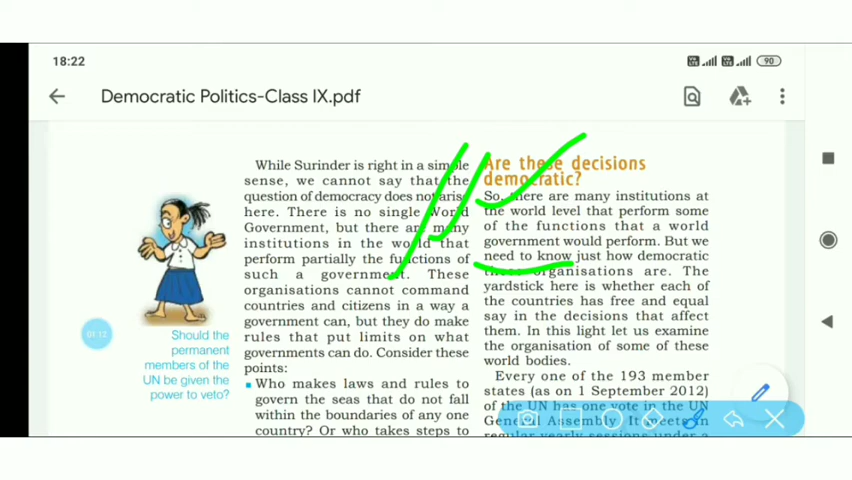 18:22
90
Democratic Politics-Class IX.pdf
While Surinder is right in a simple
sense, we cannot say that the
question of democracy does not arise
here. There is no single World
Government, but there are many
institutions in the world that
perform partially the functions of
such a government. These
organisations cannot command
countries and citizens in a way a
government can, but they do make
rules that put limits on what
governments can do. Consider these
points:
Who makes laws and rules to
govern the seas that do not fall
within the boundaries of any one
country? Or who takes steps to
Should the
permanent
members of the
UN be given the
power to veto?
01:12
Are these decisions
democratic?
So, there are many institutions at
the world level that perform some
of the functions that a world
government would perform. But we
need to know just how democratic
these organisations are. The
yardstick here is whether each of
the countries has free and equal
say in the decisions that affect
them. In this light let us examine
the organisation of some of these
world bodies.
Every one of the 193 member
states (as on 1 September 2012)
of the UN has one vote in the UN
General Assembly. It meets in
regular yearly sessions under a